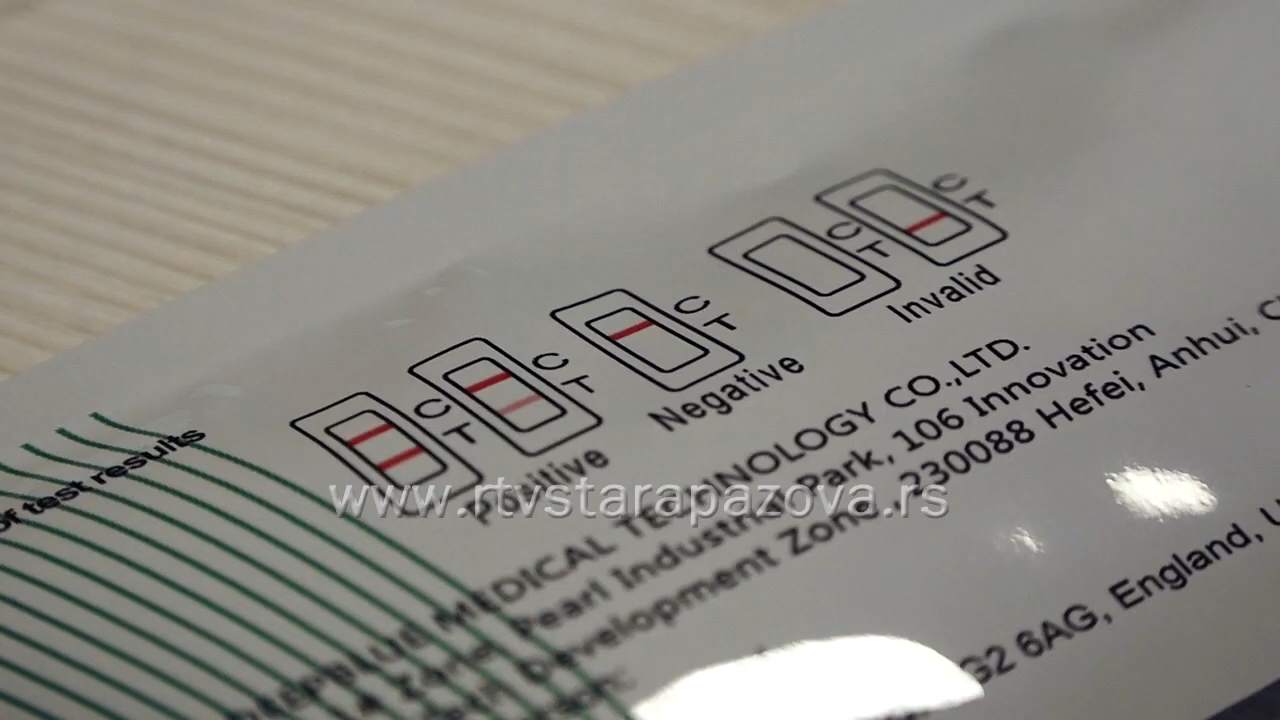 of test results
C
T
C
T
Positive
C
T
Negative
C
T
C
T
Invalid
www.rtvstarapazova.rs
DEEPBLUE MEDICAL TECHNOLOGY CO.,LTD.
Pearl Industrial Park, 106 Innovation
Development Zone, 230088 Hefei, Anhui,
6AG, England,